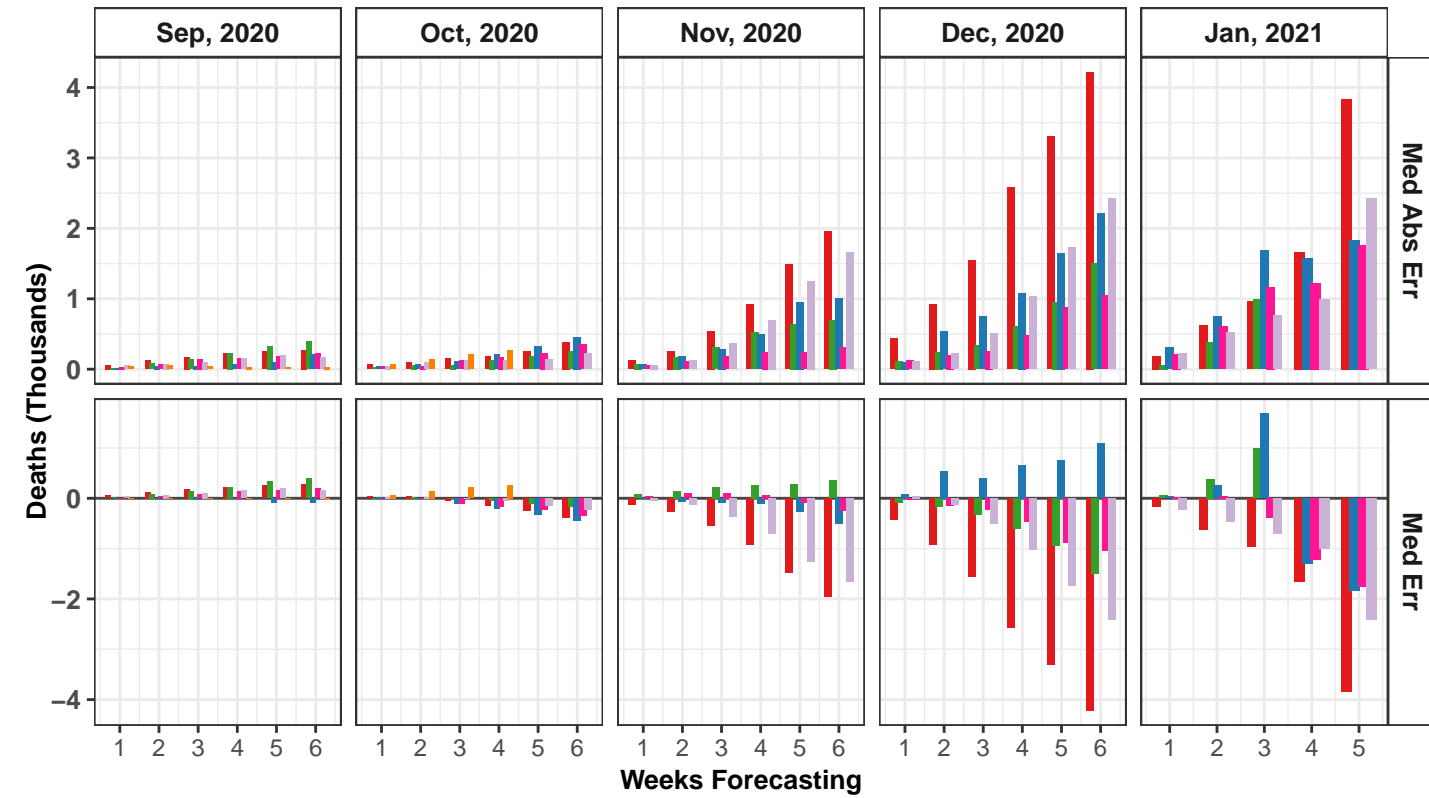 Sep, 2020 Oct, 2020 Nov, 2020 Dec, 2020 Jan, 2021
Deaths (Thousands)
4
3
2
1
0
Med Abs Err
0
−2
−4
Med Err
1 2 3 4 5 6 1 2 3 4 5 6 1 2 3 4 5 6 1 2 3 4 5 6 1 2 3 4 5
Weeks Forecasting